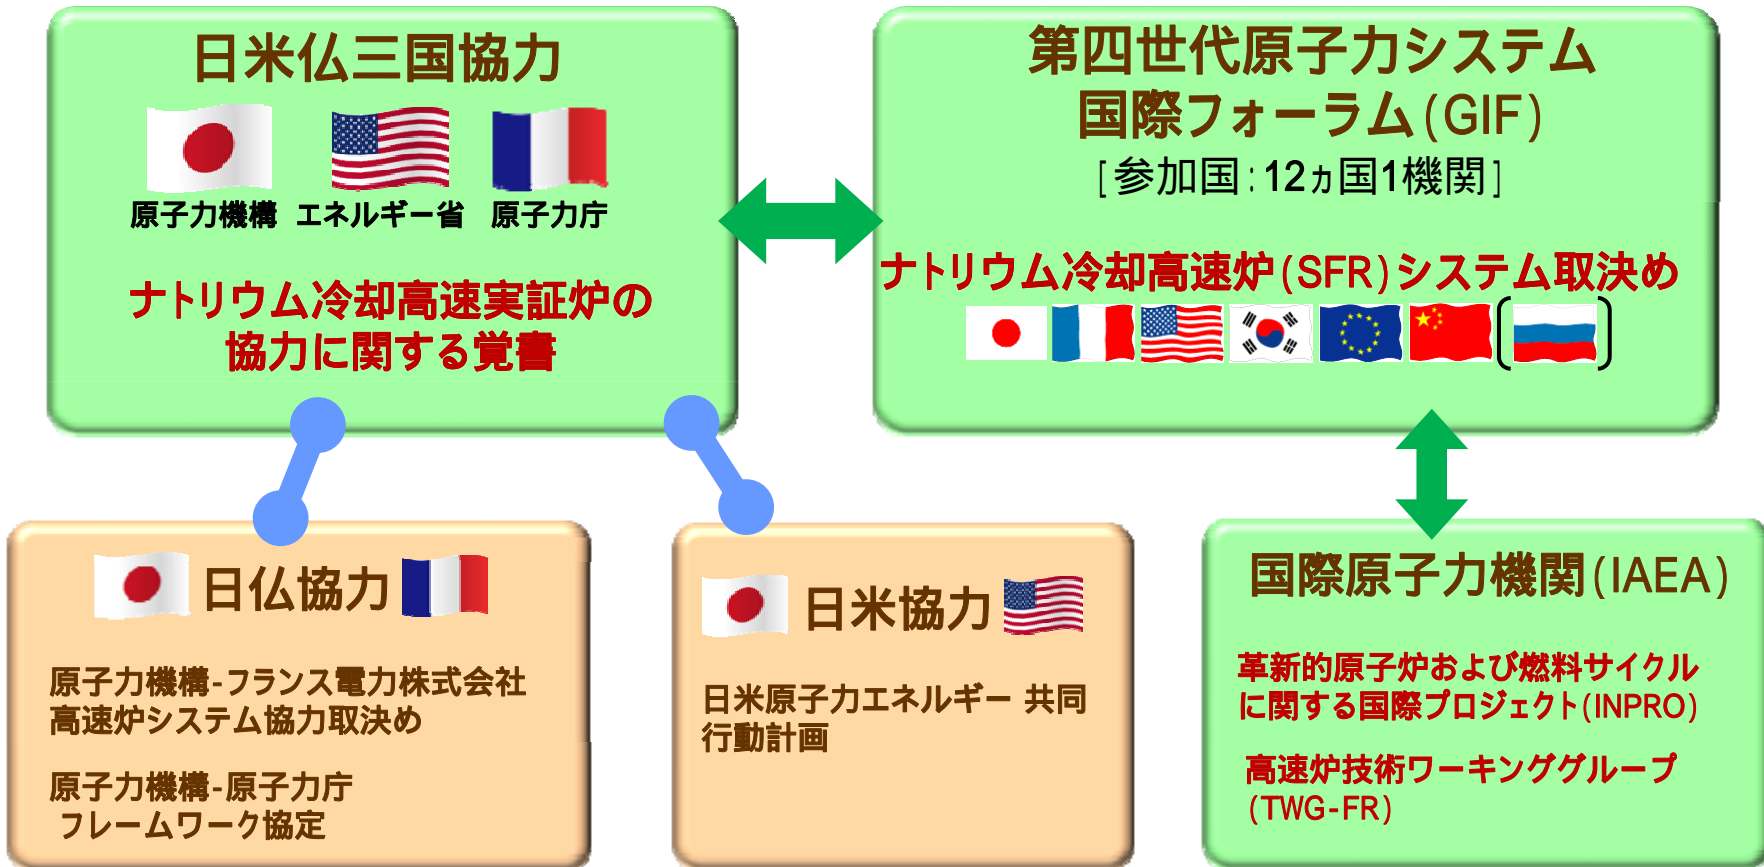 日米仏三国協力
原子力機構 エネルギー省 原子力庁
ナトリウム冷却高速実証炉の
協力に関する覚書
第四世代原子力システム
国際フォーラム(GIF)
[参加国:12ヵ国1機関]
ナトリウム冷却高速炉(SFR)システム取決め
日仏協力
原子力機構-フランス電力株式会社
高速炉システム協力取決め
原子力機構-原子力庁
フレームワーク協定
日米協力
日米原子力エネルギー 共同
行動計画
国際原子力機関(IAEA)
革新的原子炉および燃料サイクル
に関する国際プロジェクト(INPRO)
高速炉技術ワーキンググループ
(TWG-FR)